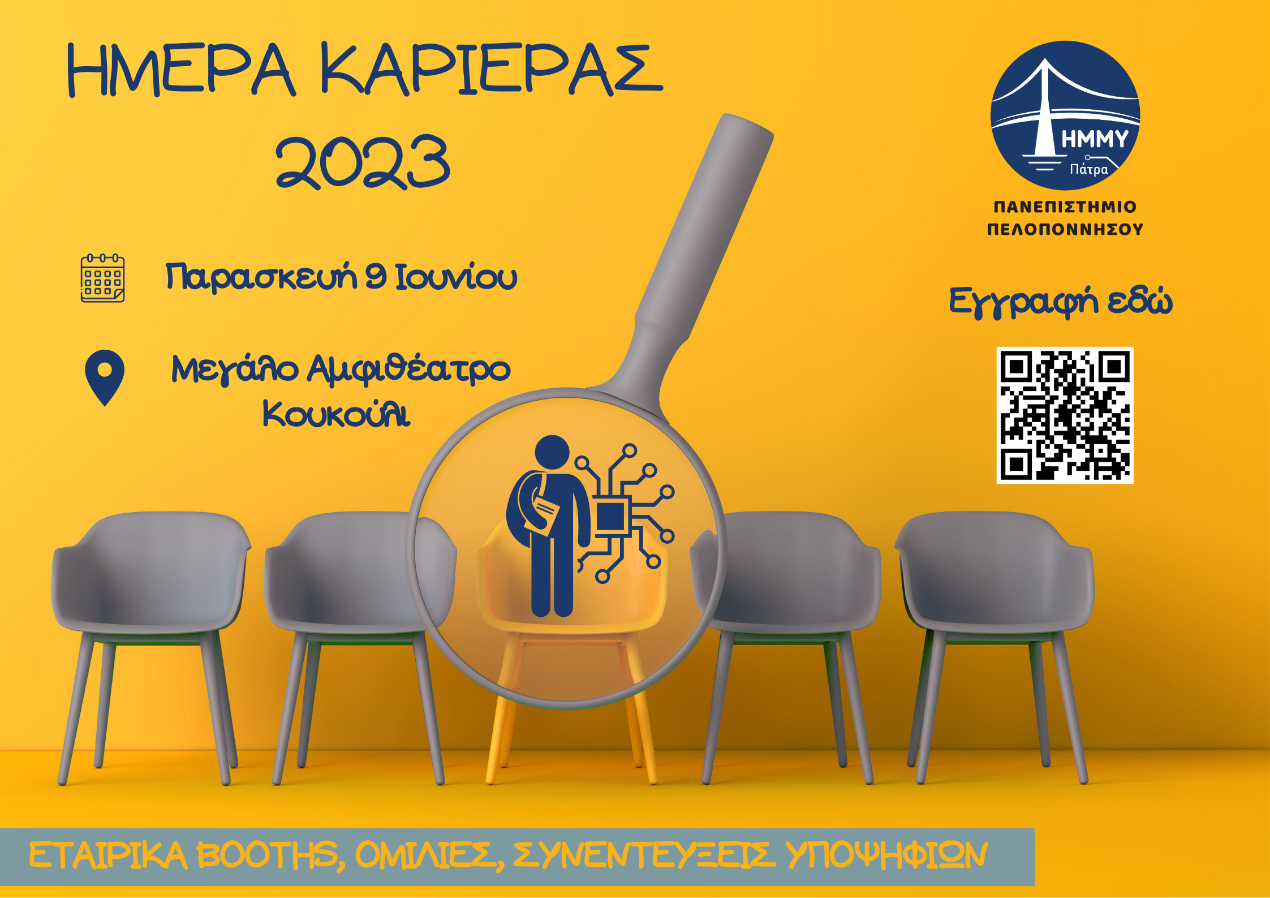 ΗΜΕΡΑ ΚΑΡΙΕΡΑΣ
2023
Παρασκευή 9 Ιουνίου
Μεγάλο Αμφιθέατρο
Κουκούλι
ΗΜΜΥ
Πάτρα
ΠΑΝΕΠΙΣΤΗΜΙΟ
ΠΕΛΟΠΟΝΝΗΣΟΥ
Εγγραφή εδώ
ΕΤΑΙΡΙΚΑ BOOTHS, ΟΜΙΛΙΕΣ, ΣΥΝΕΝΤΕΥΞΕΙΣ ΥΠΟΨΗΦΙΩΝ